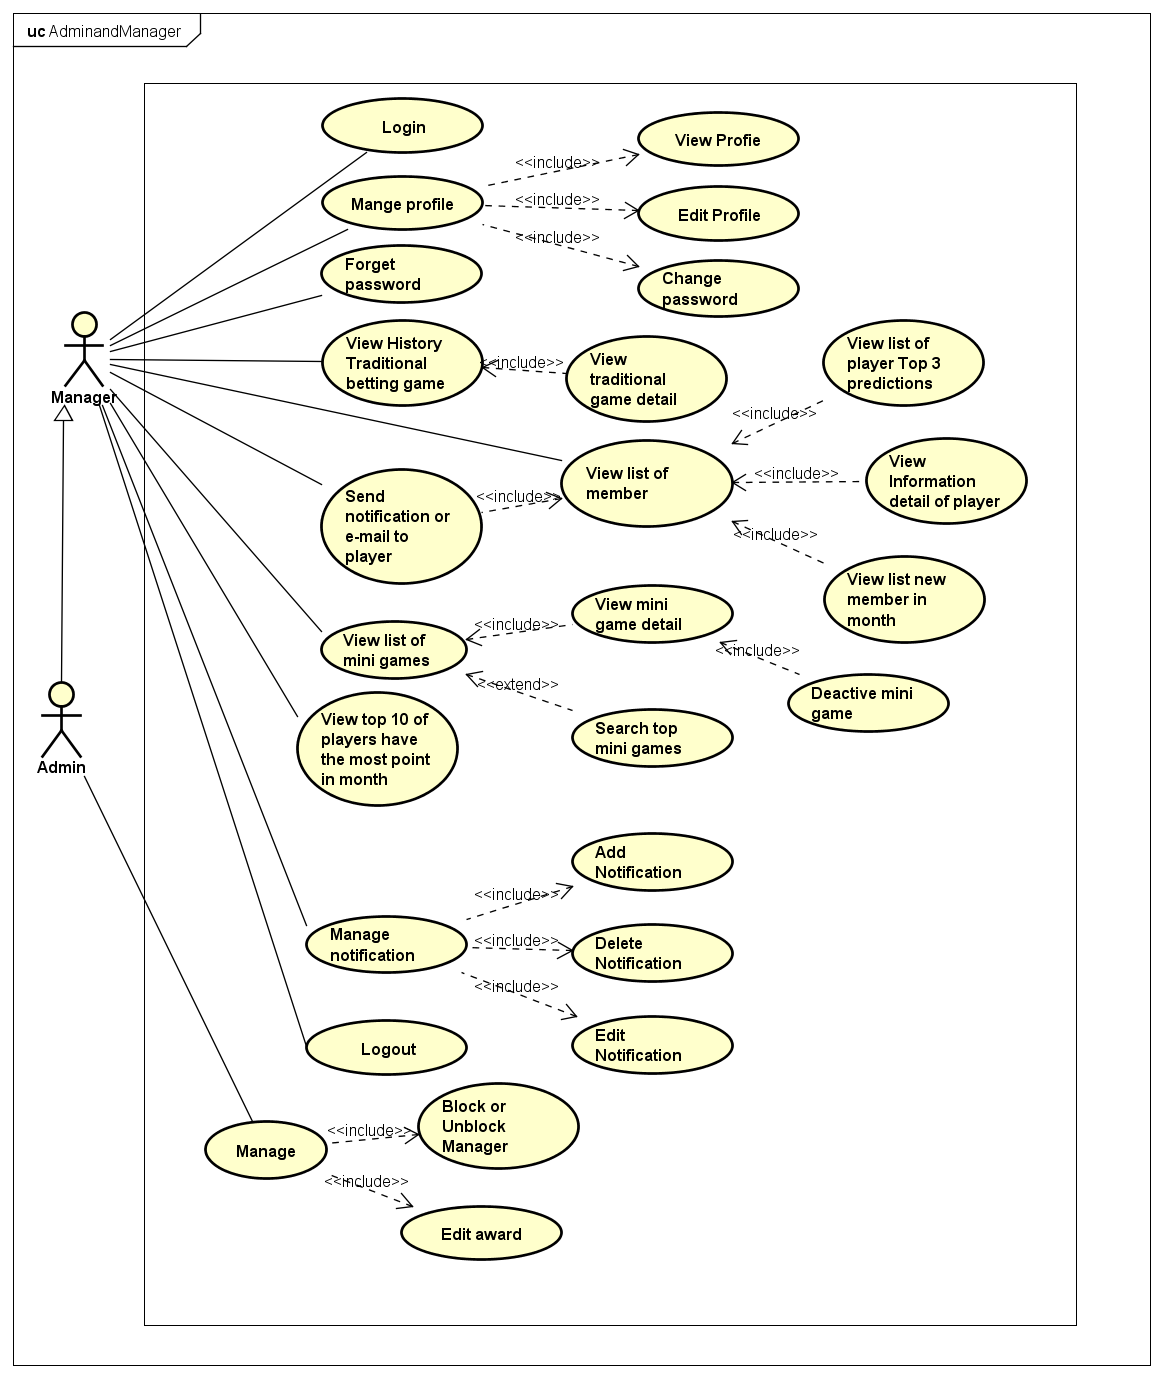 uc AdminandManager
Login
View Profie
<<include>>
Mange profile
<<include>>
Edit Profile
<<include>>
Forget
password
Change
password
Manager
View History
Traditional
betting game
<<include>>
View
traditional
game detail
View list of
player Top 3
predictions
<<include>>
View list of
member
<<include>>
View
Information
detail of player
Send
notification or
e-mail to
player
<<include>>
<<include>>
View list new
member in
month
View list of
mini games
<<include>>
View mini
game detail
<<include>>
Deactive mini
game
<<extend>>
Search top
mini games
View top 10 of
players have
the most point
in month
Admin
Add
Notification
<<include>>
Manage
notification
<<include>>
Delete
Notification
<<include>>
Edit
Notification
Logout
Block or
Unblock
Manager
<<include>>
Manage
<<include>>
Edit award